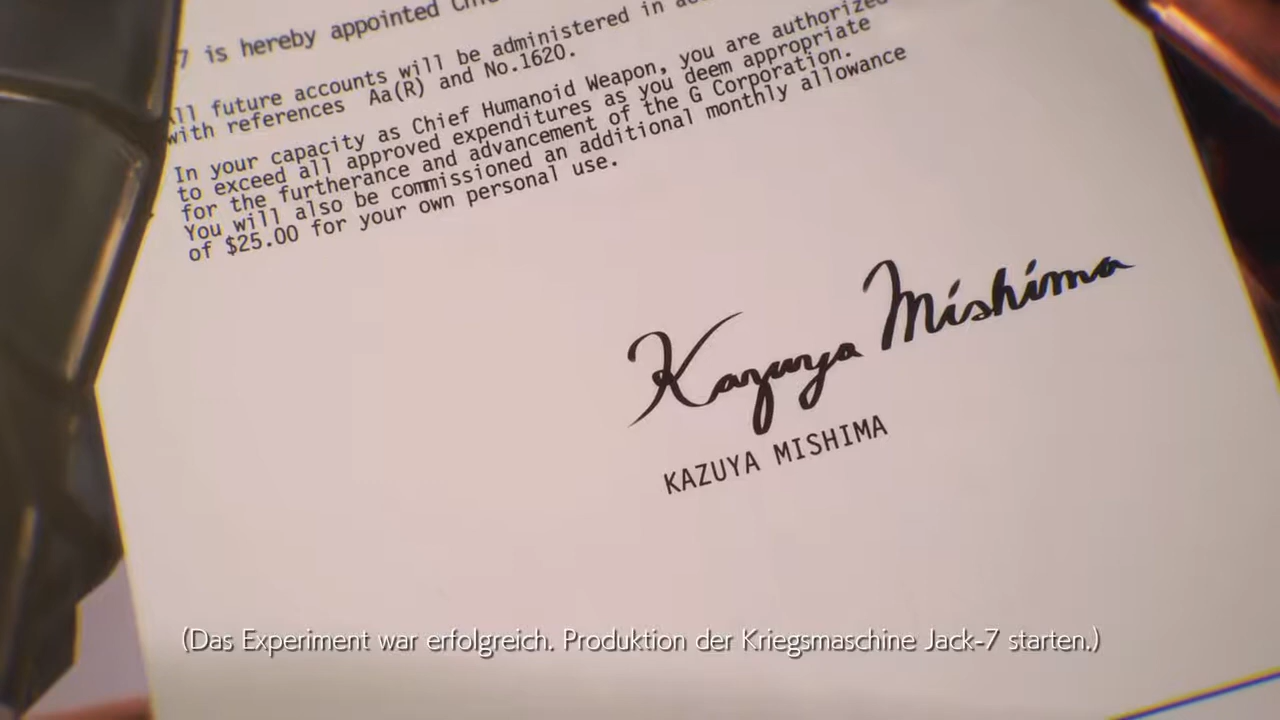 7 is hereby appointed
All future accounts will be administered in
with references Aa(R) and No.1620.
In your capacity as Chief Humanoid Weapon, you are authorized
to exceed all approved expenditures as you deem appropriate
for the furtherance and advancement of the G Corporation.
You will also be commissioned an additional monthly allowance
of $25.00 for your own personal use.
Kazuya Mishima
KAZUYA MISHIMA
(Das Experiment war erfolgreich. Produktion der Kriegsmaschine Jack-7 starten.)